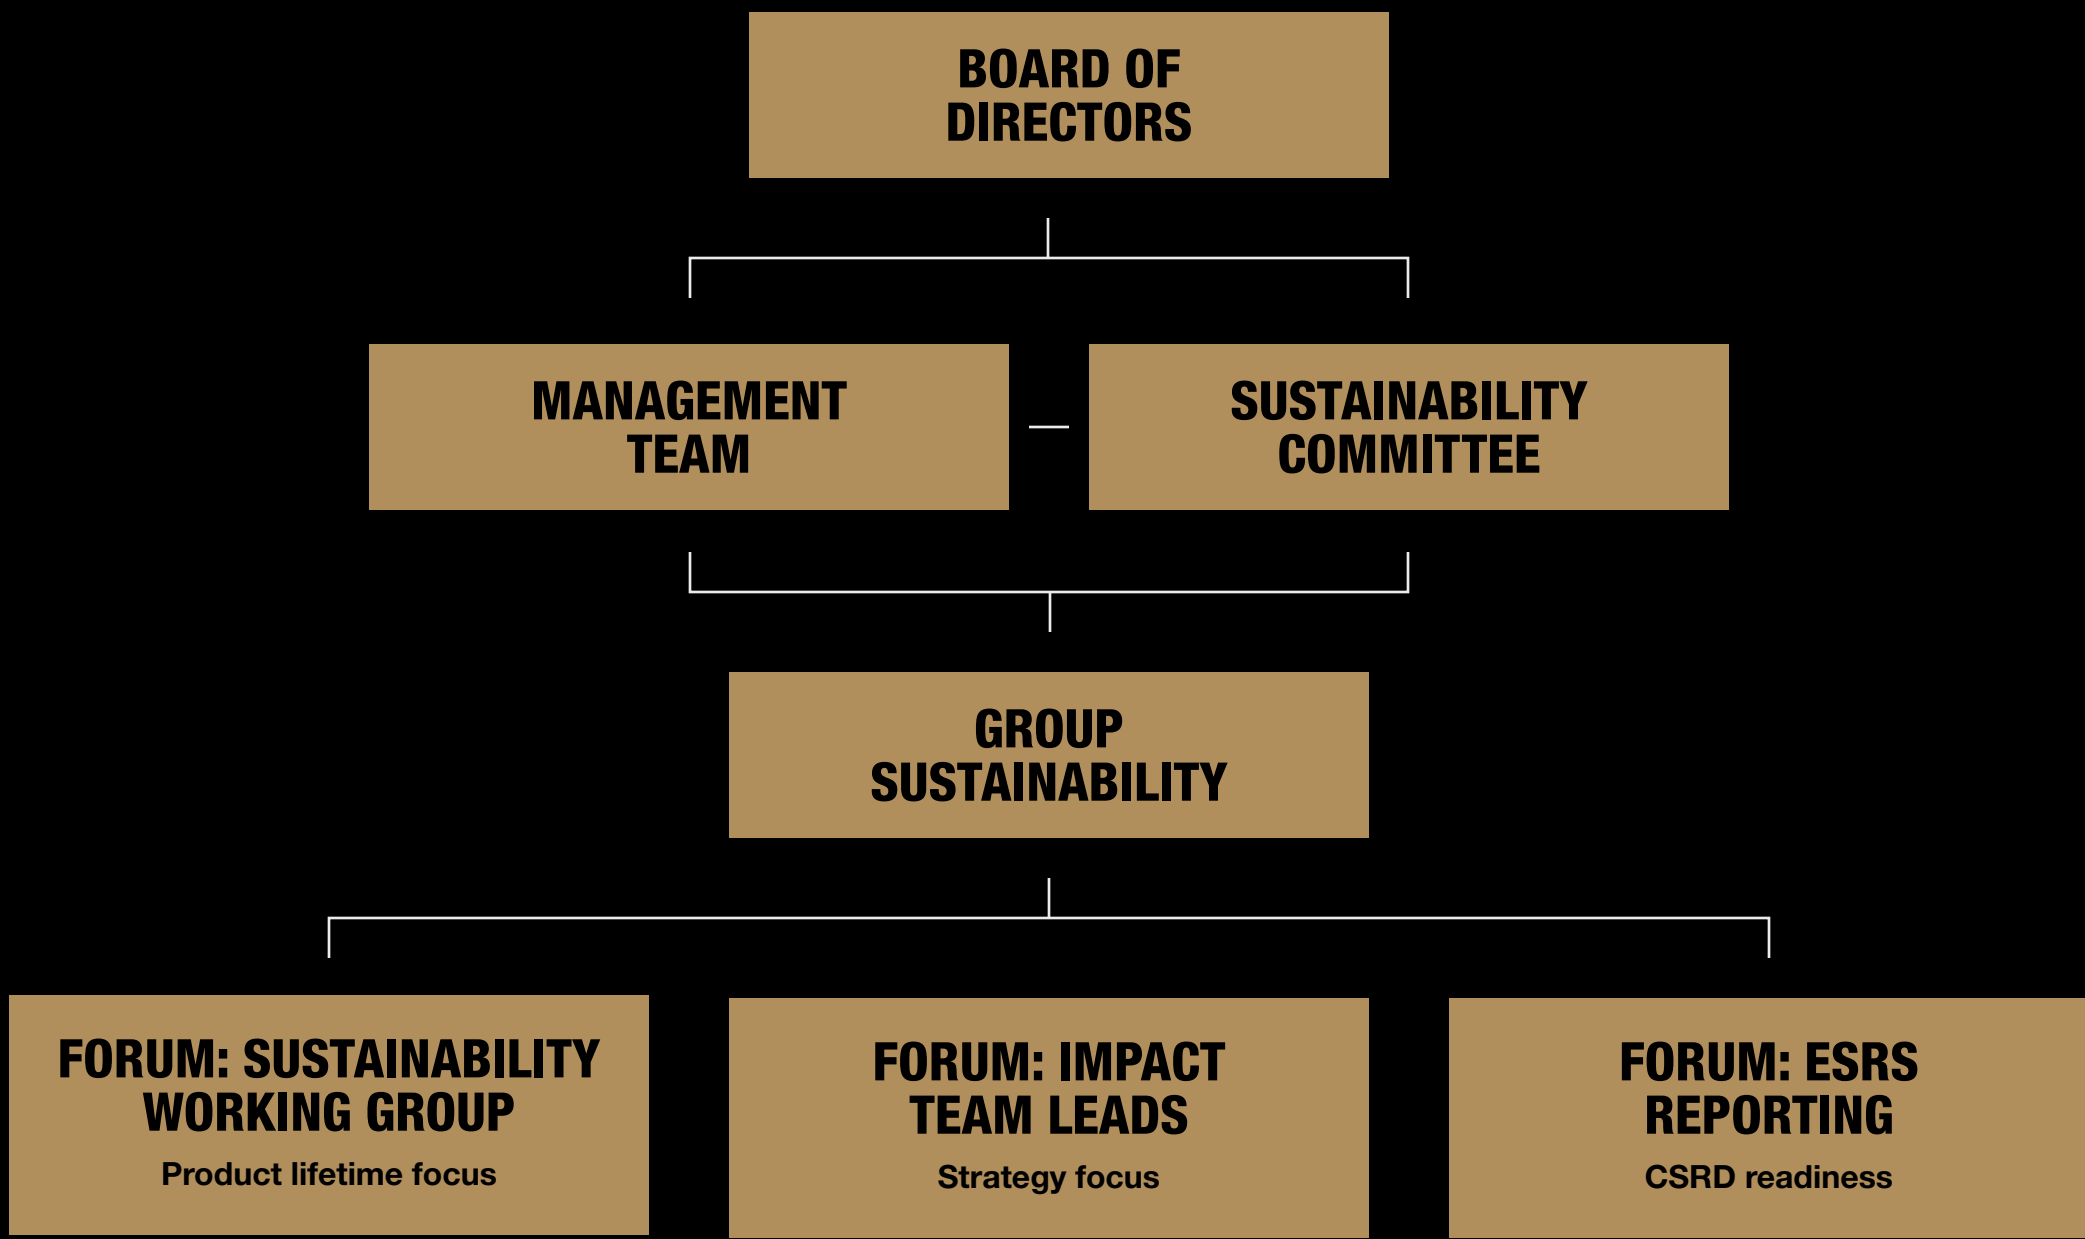 BOARD OF
DIRECTORS
MANAGEMENT
TEAM
SUSTAINABILITY
COMMITTEE
GROUP
SUSTAINABILITY
FORUM: SUSTAINABILITY
WORKING GROUP
Product lifetime focus
FORUM: IMPACT
TEAM LEADS
Strategy focus
FORUM: ESRS
REPORTING
CSRD readiness